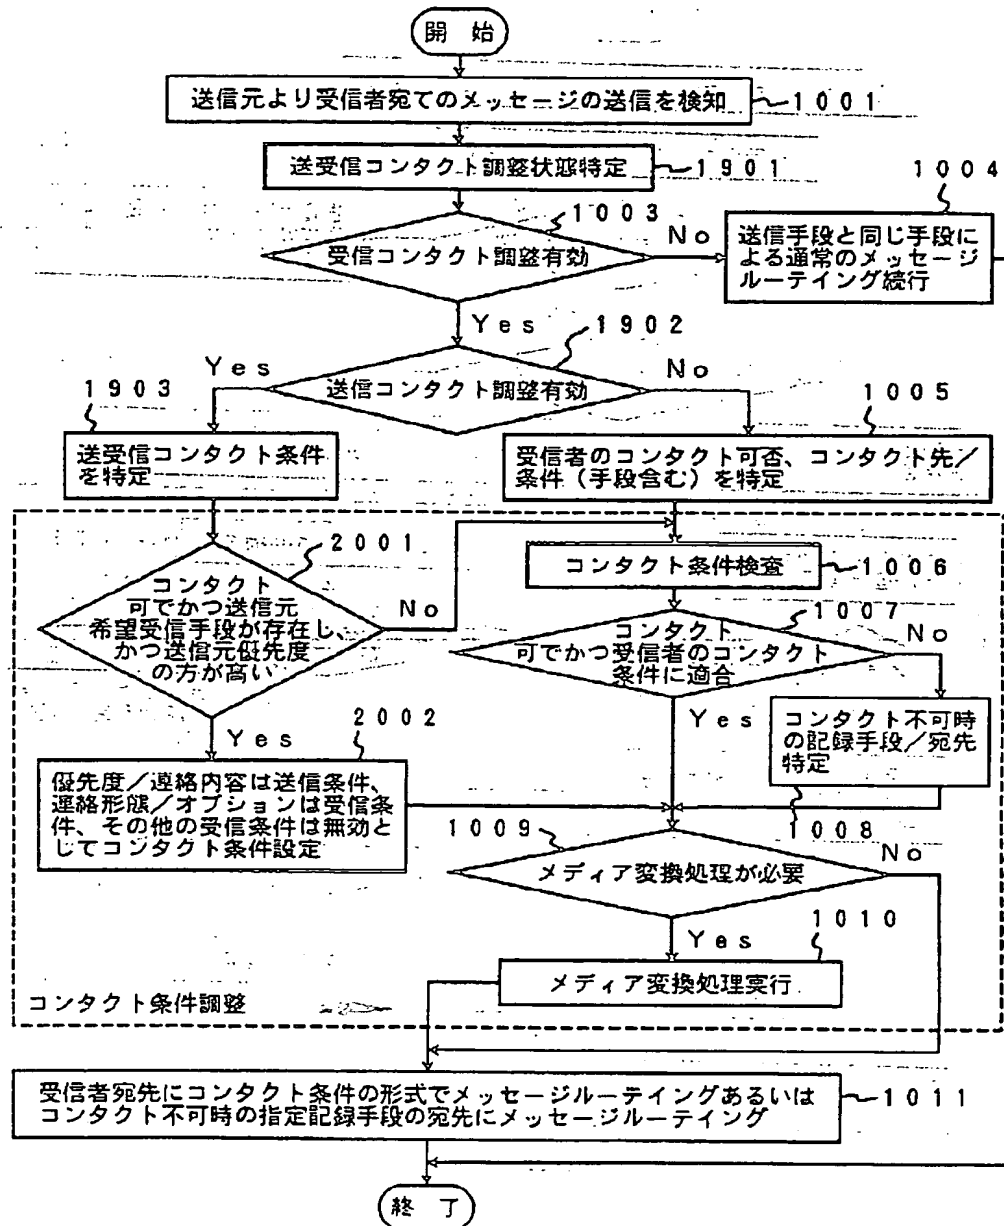 開 始
送信元より受信者宛てのメッセージの送信を検知
1001
送受信コンタクト調整状態特定
1901
1004
1003
受信コンタクト調整有効
No
送信手段と同じ手段に
よる通常のメッセージ
ルーティング続行
Yes
1902
Yes
送信コンタクト調整有効
No
1903
1005
送受信コンタクト条件
を特定
受信者のコンタクト可否、コンタクト先/
条件(手段含む)を特定
2001
コンタクト条件検査
1006
コンタクト
可でかつ送信元
希望受信手段が存在し、
かつ送信元優先度
の方が高い
No
1007
コンタクト
可でかつ受信者のコンタクト
条件に適合
No
Yes
2002
Yes
コンタクト不可時
の記録手段/宛先
特定
優先度/連絡内容は送信条件、
連絡形態/オプションは受信条
件、その他の受信条件は無効と
してコンタクト条件設定
1009
1008
メディア変換処理が必要
No
Yes
1010
メディア変換処理実行
コンタクト条件調整
受信者宛先にコンタクト条件の形式でメッセージルーティングあるいは
コンタクト不可時の指定記録手段の宛先にメッセージルーティング
1011
終 了